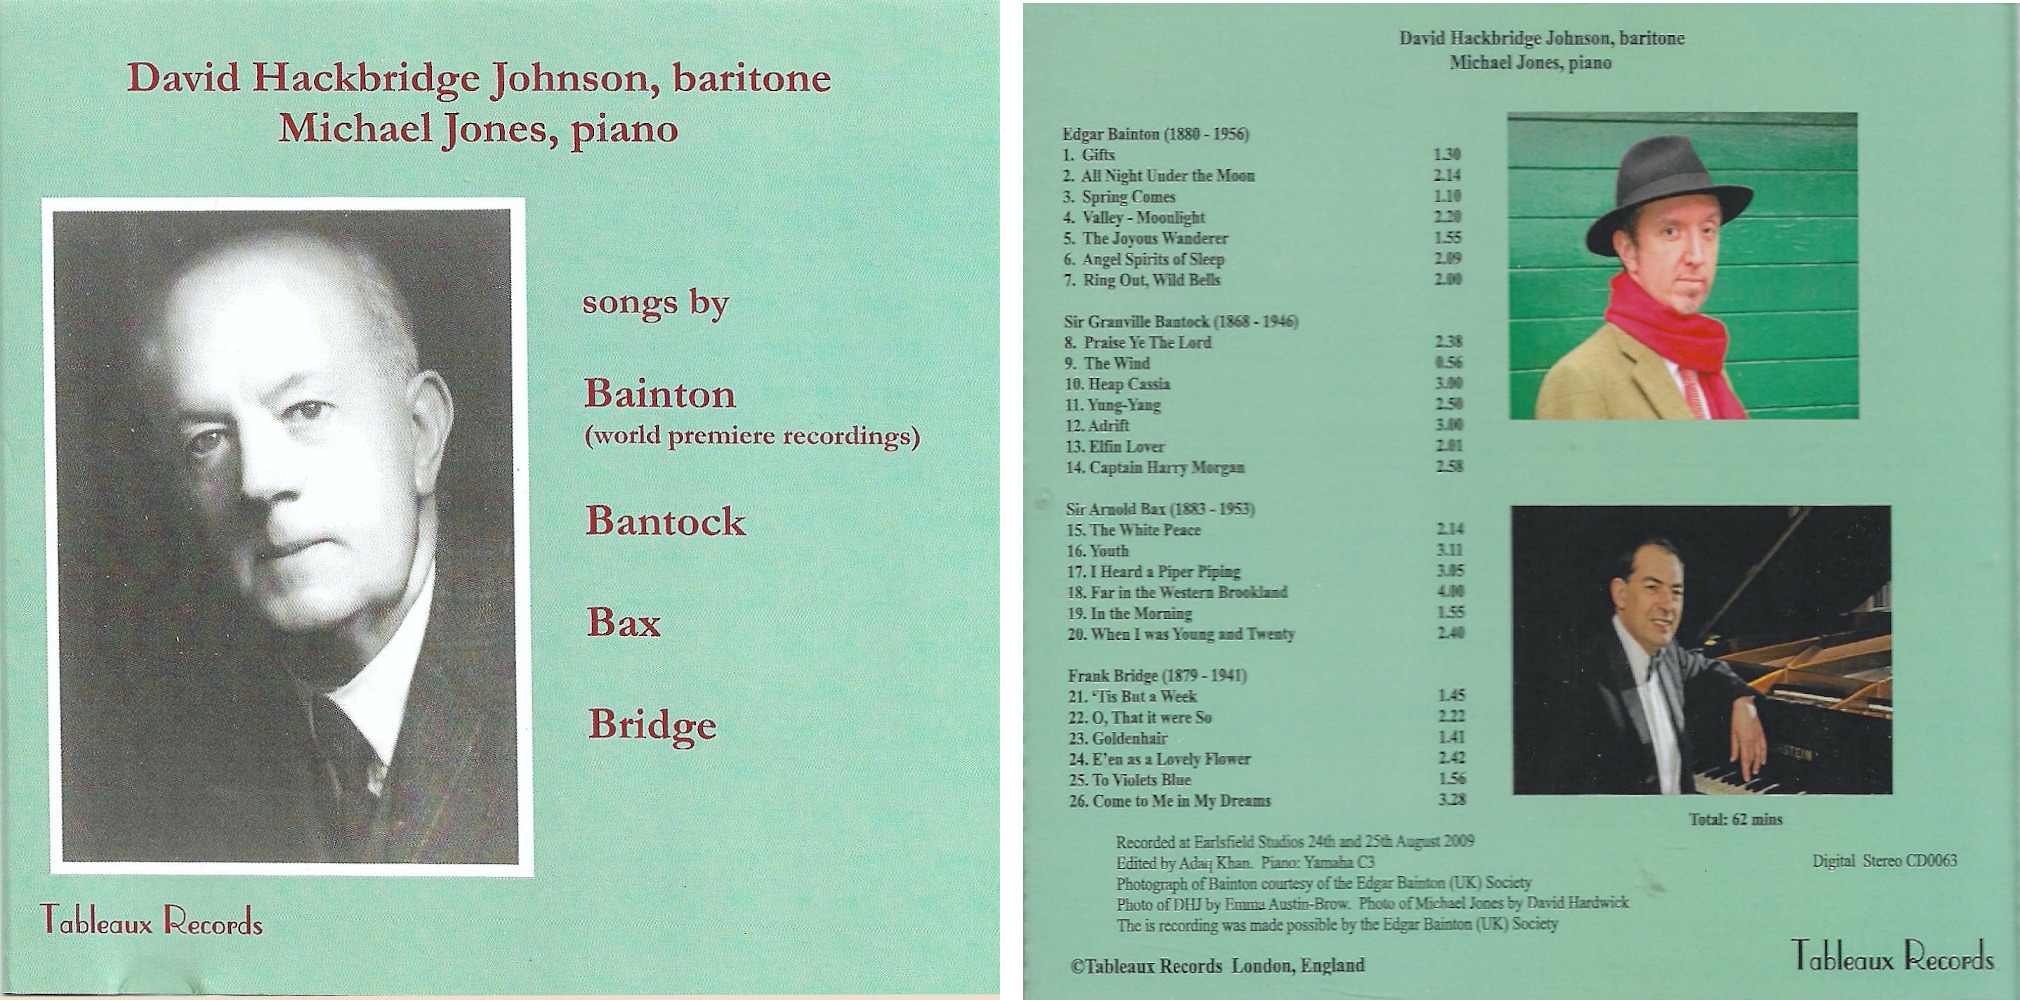 David Hackbridge Johnson, baritone
Michael Jones, piano
songs by
Bainton
(world premiere recordings)
Bantock
Bax
Bridge
Tableaux Records
David Hackbridge Johnson, baritone
Michael Jones, piano
Edgar Bainton (1880 - 1956)
1. Gifts 1.30
2. All Night Under the Moon 2.14
3. Spring Comes 1.10
4. Valley - Moonlight 2.20
5. The Joyous Wanderer 1.55
6. Angel Spirits of Sleep 2.09
7. Ring Out, Wild Bells 2.00
Sir Granville Bantock (1868 - 1946)
8. Praise Ye The Lord 2.38
9. The Wind 0.56
10. Heap Cassia 3.00
11. Yung-Yang 2.50
12. Adrift 3.00
13. Elfin Lover 2.01
14. Captain Harry Morgan 2.58
Sir Arnold Bax (1883 - 1953)
15. The White Peace 2.14
16. Youth 3.11
17. I Heard a Piper Piping 3.05
18. Far in the Western Brookland 4.00
19. In the Morning 1.55
20. When I was Young and Twenty 2.40
Frank Bridge (1879 - 1941)
21. ‘Tis But a Week 1.45
22. O, That it were So 2.22
23. Goldenhair 1.41
24. E'en as a Lovely Flower 2.42
25. To Violets Blue 1.56
26. Come to Me in My Dreams 3.28
STEIN
Total: 62 mins
Recorded at Earlsfield Studios 24th and 25th August 2009
Edited by Adaq Khan. Piano: Yamaha C3
Digital Stereo CD0063
Photograph of Bainton courtesy of the Edgar Bainton (UK) Society
Photo of DHJ by Emma Austin-Brow. Photo of Michael Jones by David Hardwick
The is recording was made possible by the Edgar Bainton (UK) Society
©Tableaux Records London, England
Tableaux Records